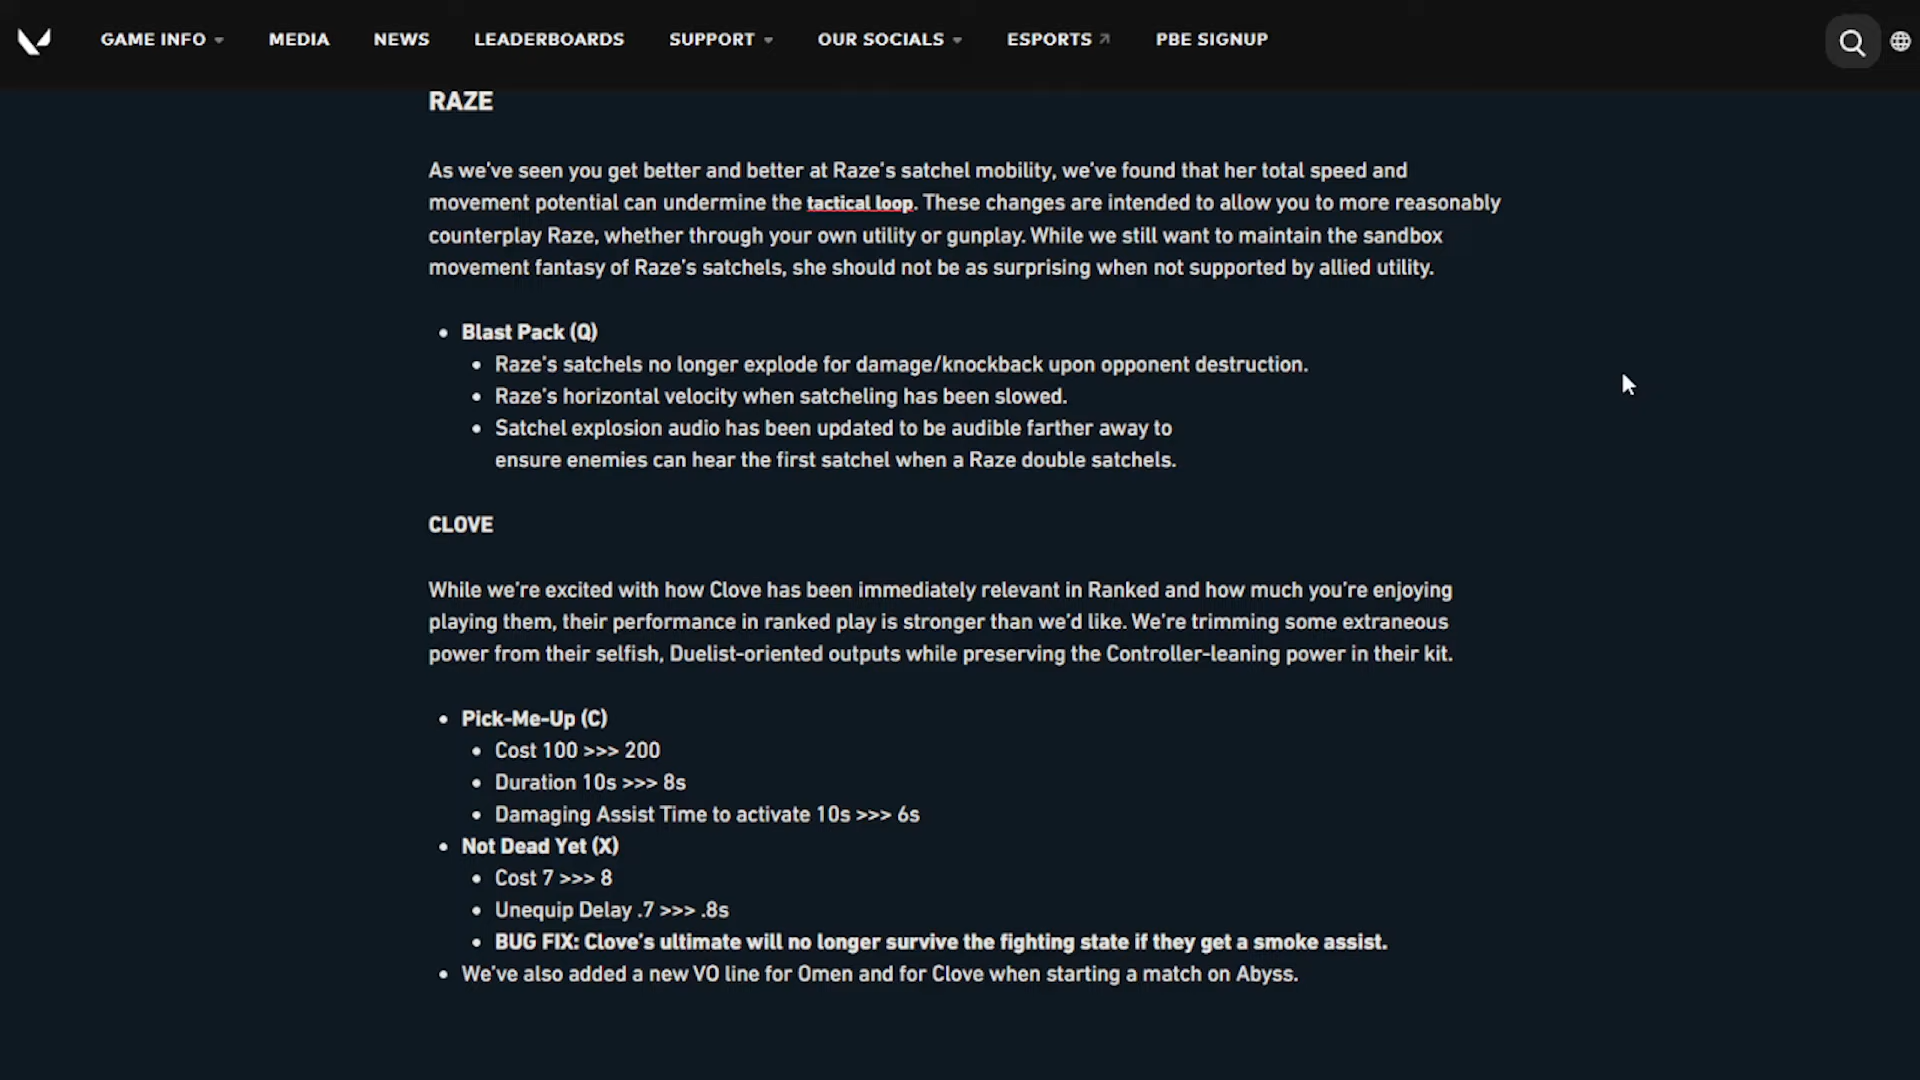 GAME INFO
MEDIA
NEWS
LEADERBOARDS
SUPPORT
OUR SOCIALS
ESPORTS
PBE SIGNUP
RAZE
As we've seen you get better and better at Raze's satchel mobility, we've found that her total speed and
movement potential can undermine the tactical loop. These changes are intended to allow you to more reasonably
counterplay Raze, whether through your own utility or gunplay. While we still want to maintain the sandbox
movement fantasy of Raze's satchels, she should not be as surprising when not supported by allied utility.
• Blast Pack (Q)
• Raze's satchels no longer explode for damage/knockback upon opponent destruction.
• Raze's horizontal velocity when satcheling has been slowed.
• Satchel explosion audio has been updated to be audible farther away to
ensure enemies can hear the first satchel when a Raze double satchels.
CLOVE
While we're excited with how Clove has been immediately relevant in Ranked and how much you're enjoying
playing them, their performance in ranked play is stronger than we'd like. We're trimming some extraneous
power from their selfish, Duelist-oriented outputs while preserving the Controller-leaning power in their kit.
• Pick-Me-Up (C)
• Cost 100 >>> 200
• Duration 10s >>> 8s
• Damaging Assist Time to activate 10s >>> 6s
• Not Dead Yet (X)
• Cost 7 >>> 8
• Unequip Delay .7 >>> .8s
• BUG FIX: Clove's ultimate will no longer survive the fighting state if they get a smoke assist.
• We've also added a new VO line for Omen and for Clove when starting a match on Abyss.